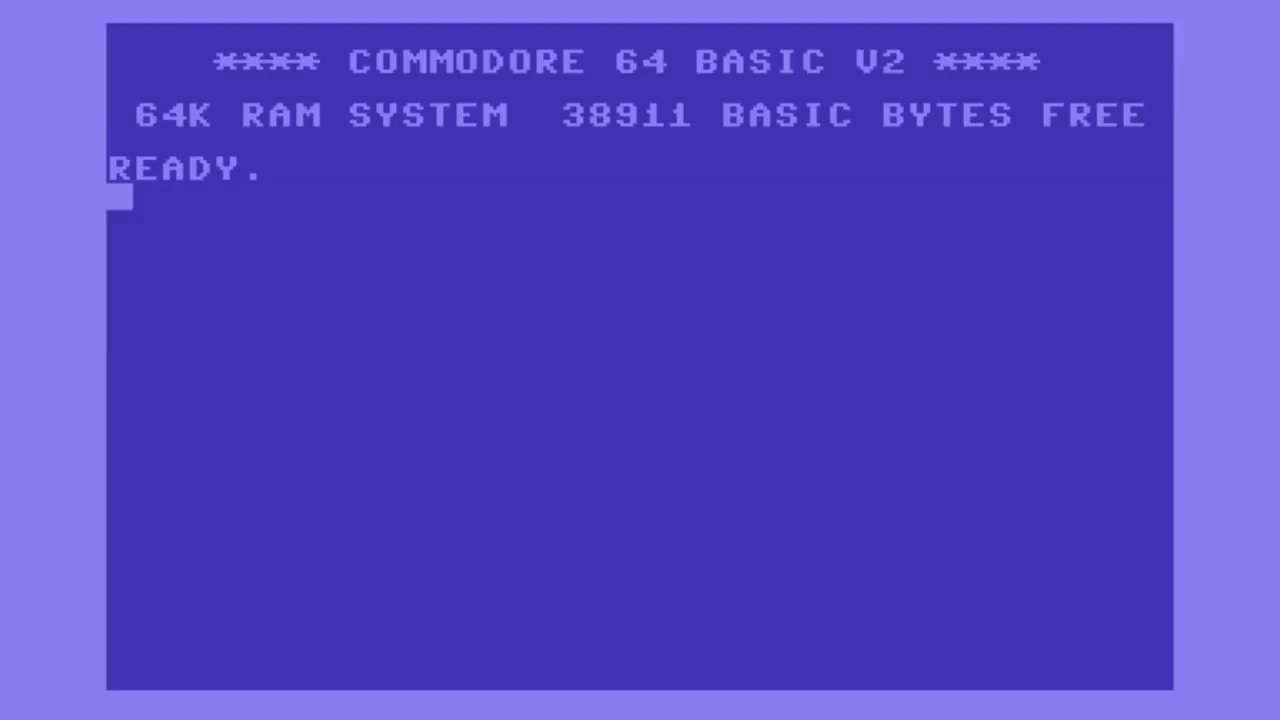 **** COMMODORE 64 BASIC V2 ****
64K RAM SYSTEM  38911 BASIC BYTES FREE
READY.